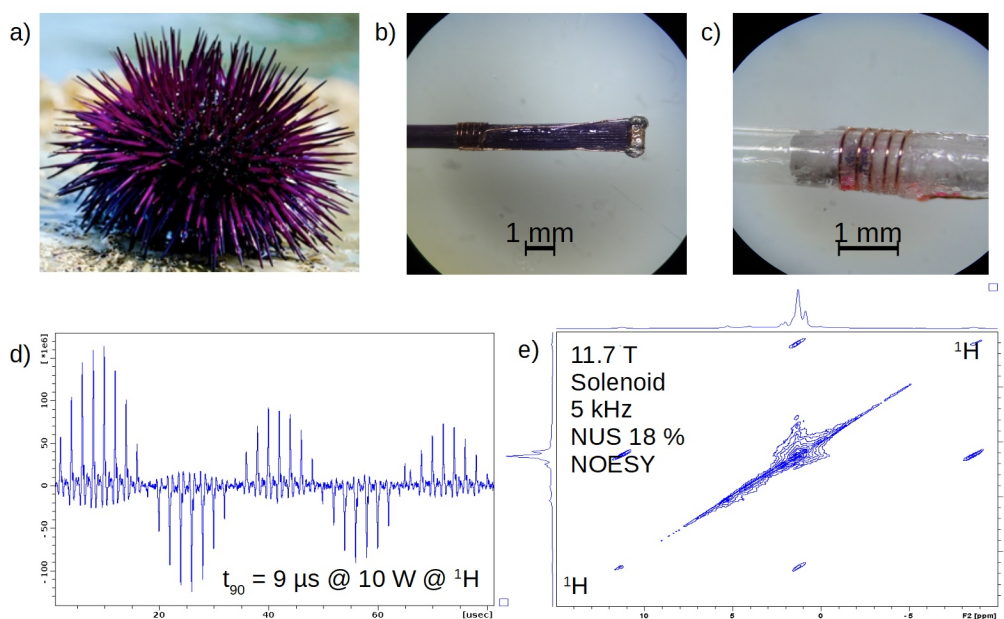 a)
b)
c)
1 mm
1 mm
d)
[*1e6]
100
50
0
-50
-100
t90 = 9 µs @ 10 W @ 1H
20
40
60
[usec]
e)
11.7 T
Solenoid
5 kHz
NUS 18 %
NOESY
1H
1H
10
5
0
-5
F2 [ppm]